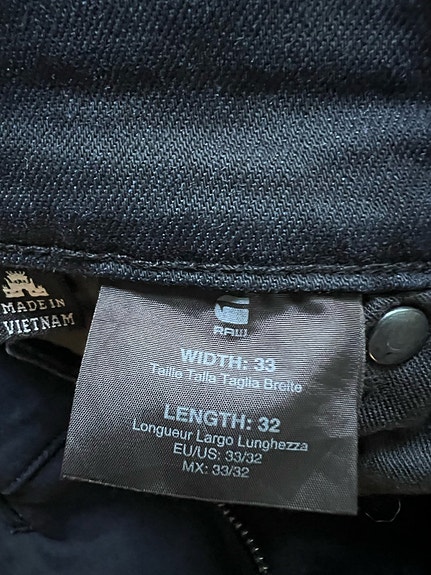 MADE IN
VIETNAM
RAW
WIDTH: 33
Taille Talla Taglia Breite
LENGTH: 32
Longueur Largo Lunghezza
EU/US: 33/32
MX: 33/32